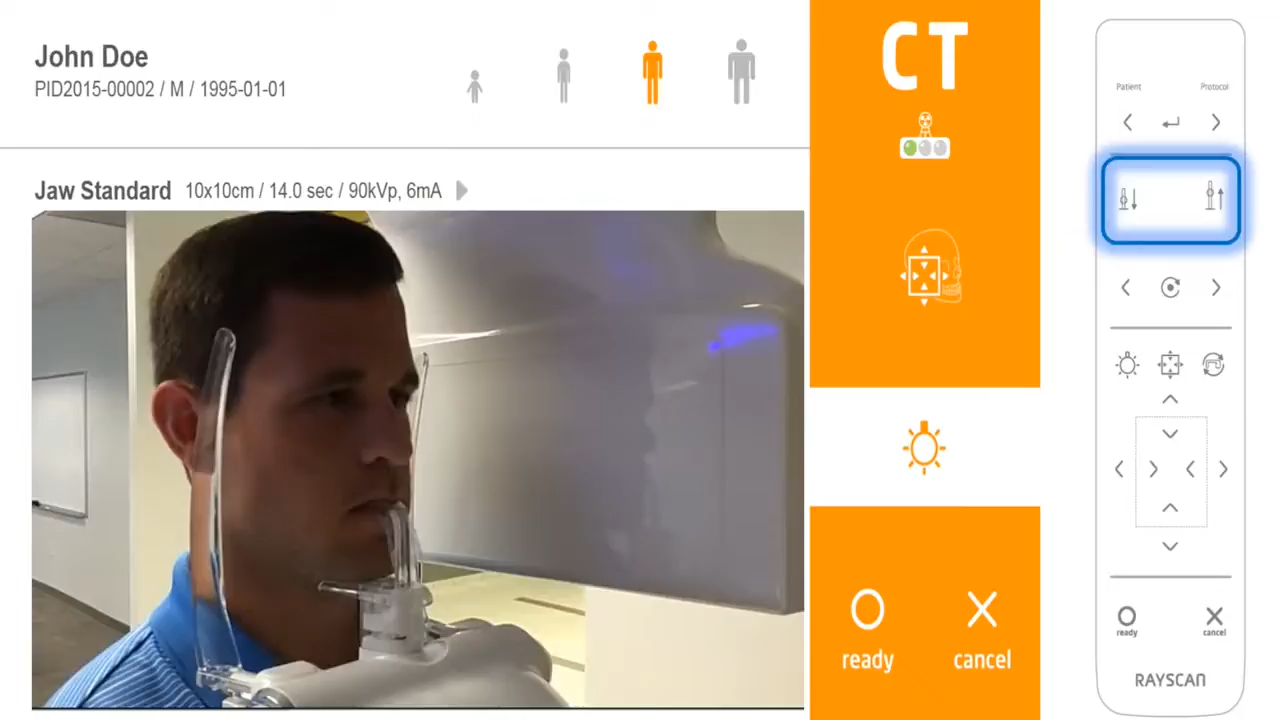 John Doe
PID2015-00002 / M / 1995-01-01
Jaw Standard 10x10cm / 14.0 sec / 90kVp, 6mA
CT
ready cancel
Patient Protocol
ready cancel
RAYSCAN